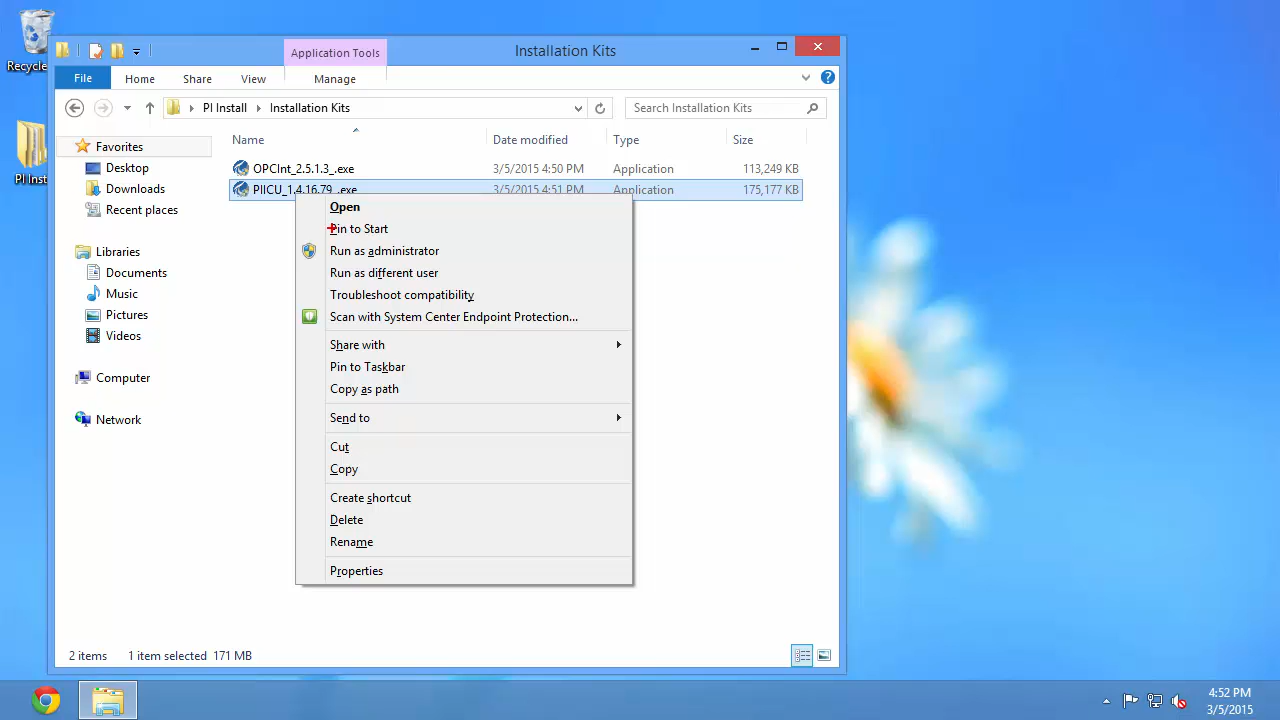 Recycle
PI Inst
Application Tools
Installation Kits
File
Home
Share
View
Manage
PI Install
Installation Kits
Search Installation Kits
Name
Date modified
Type
Size
OPCInt_2.5.1.3_.exe
3/5/2015 4:50 PM
Application
113,249 KB
PIICU_1.4.16.79_.exe
3/5/2015 4:51 PM
Application
175,177 KB
Favorites
Desktop
Downloads
Recent places
Libraries
Documents
Music
Pictures
Videos
Computer
Network
Open
Pin to Start
Run as administrator
Run as different user
Troubleshoot compatibility
Scan with System Center Endpoint Protection...
Share with
Pin to Taskbar
Copy as path
Send to
Cut
Copy
Create shortcut
Delete
Rename
Properties
2 items
1 item selected 171 MB
4:52 PM
3/5/2015